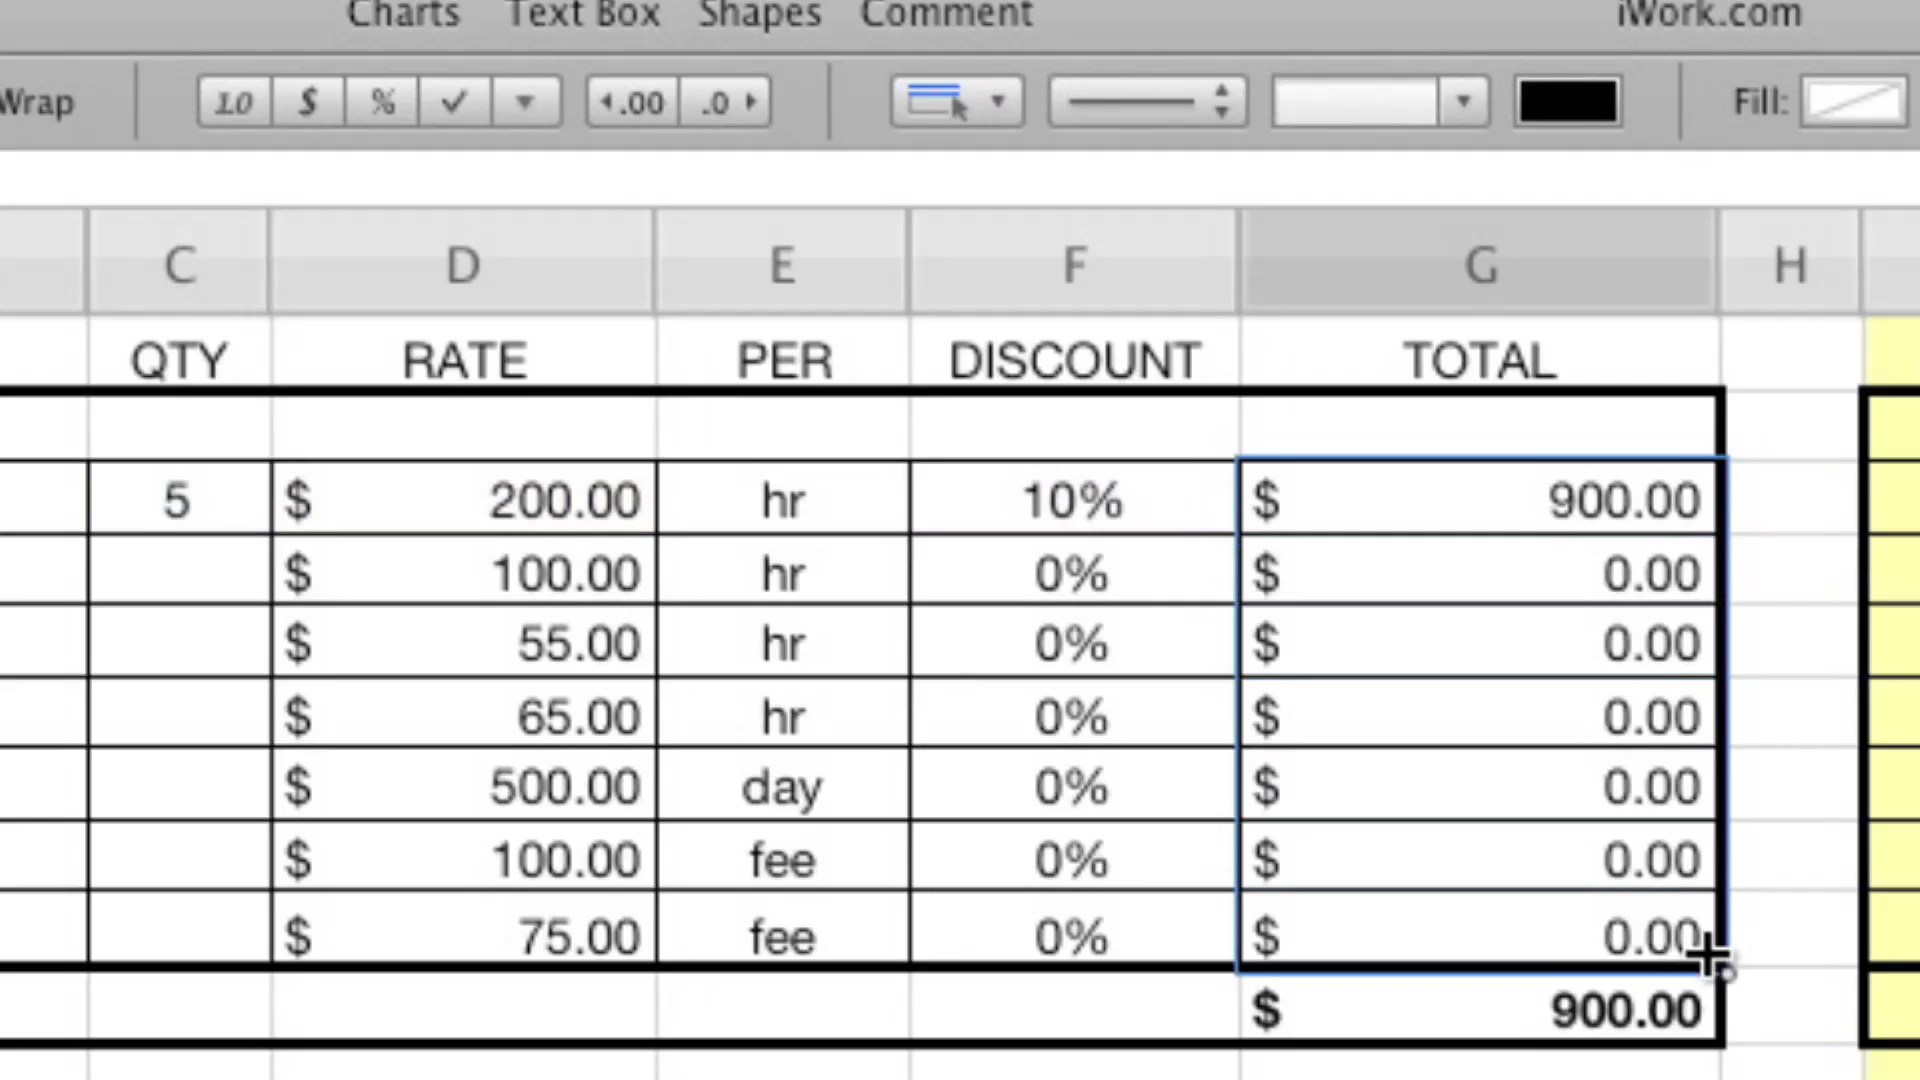 Charts Text Box Shapes Comment iWork.com
Wrap 1.0 $ % .00 .0 Fill:
C D E F G H
QTY RATE PER DISCOUNT TOTAL
5 $ 200.00 hr 10% $ 900.00
$ 100.00 hr 0% $ 0.00
$ 55.00 hr 0% $ 0.00
$ 65.00 hr 0% $ 0.00
$ 500.00 day 0% $ 0.00
$ 100.00 fee 0% $ 0.00
$ 75.00 fee 0% $ 0.00
$ 900.00